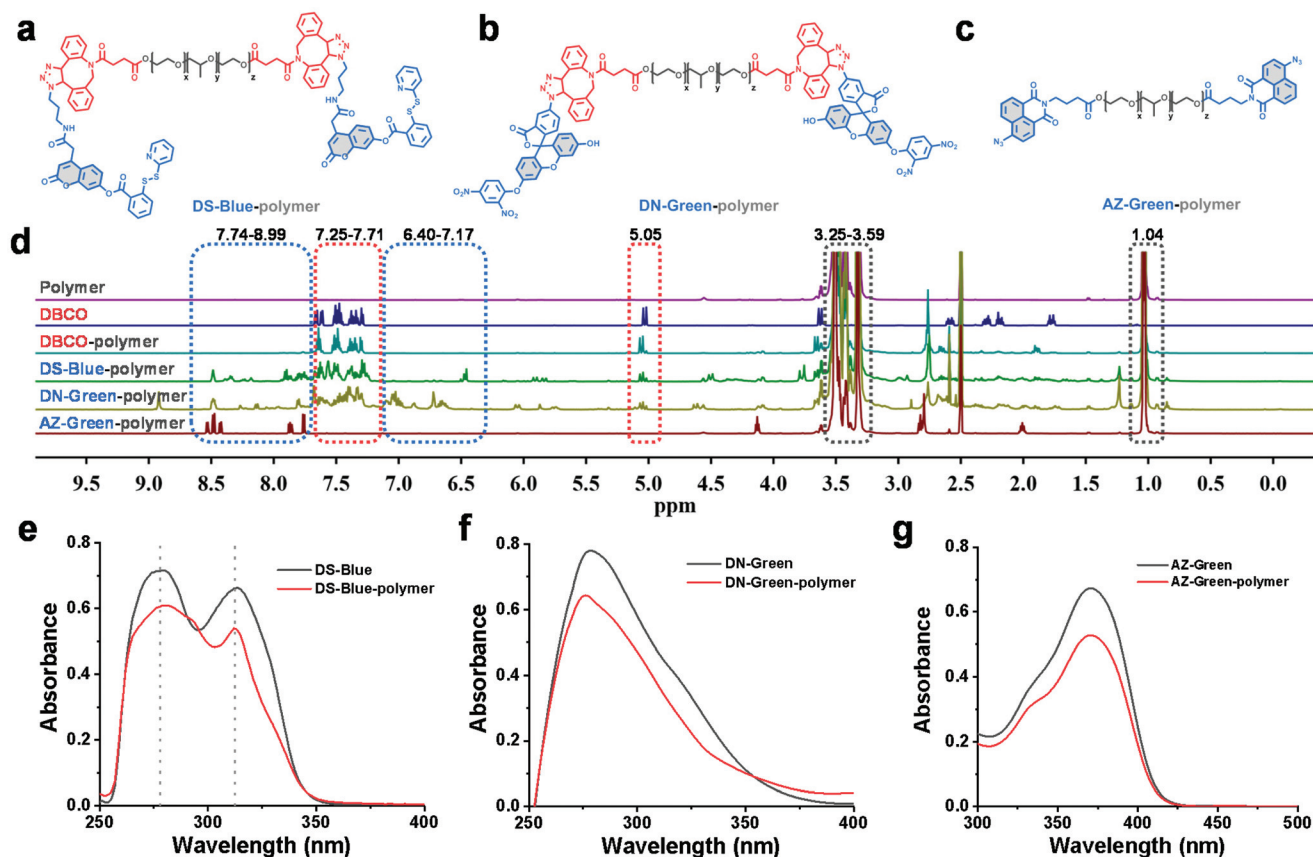 a
b
c
DS-Blue-polymer
DN-Green-polymer
AZ-Green-polymer
d
7.74-8.99
7.25-7.71
6.40-7.17
5.05
3.25-3.59
1.04
Polymer
DBCO
DBCO-polymer
DS-Blue-polymer
DN-Green-polymer
AZ-Green-polymer
9.5 9.0 8.5 8.0 7.5 7.0 6.5 6.0 5.5 5.0 4.5 4.0 3.5 3.0 2.5 2.0 1.5 1.0 0.5 0.0
ppm
e
DS-Blue
DS-Blue-polymer
Absorbance
0.8
0.6
0.4
0.2
0.0
250 300 350 400
Wavelength (nm)
f
DN-Green
DN-Green-polymer
Absorbance
0.8
0.6
0.4
0.2
0.0
250 300 350 400
Wavelength (nm)
g
AZ-Green
AZ-Green-polymer
Absorbance
0.8
0.6
0.4
0.2
0.0
300 350 400 450 500
Wavelength (nm)